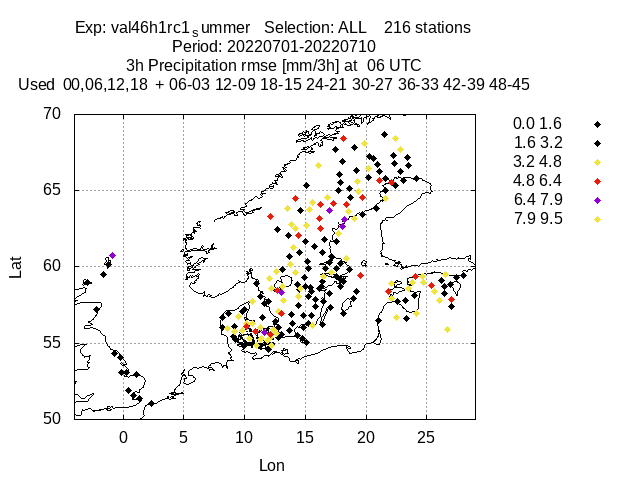 Exp: val46h1rc1summer   Selection: ALL    216 stations
Period: 20220701-20220710
3h Precipitation rmse [mm/3h] at  06 UTC
Used  00,06,12,18  + 06-03 12-09 18-15 24-21 30-27 36-33 42-39 48-45
70
65
60
55
50
Lat
0
5
10
15
20
25
Lon
0.0 1.6
1.6 3.2
3.2 4.8
4.8 6.4
6.4 7.9
7.9 9.5